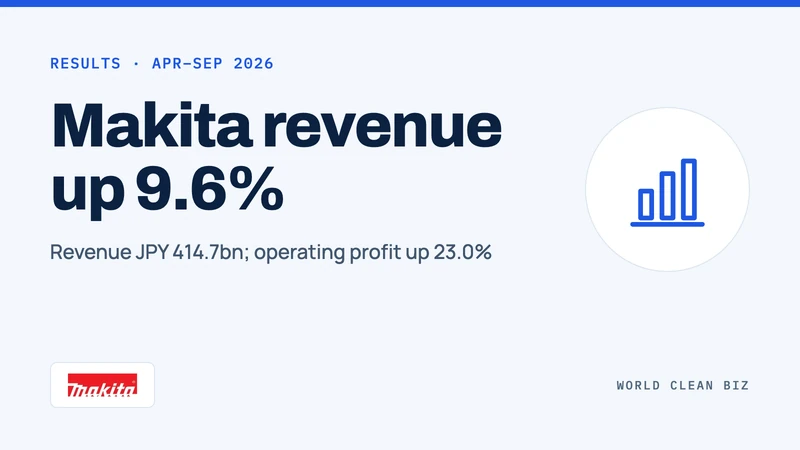 RESULTS · APR–SEP 2026
Makita revenue
up 9.6%
Revenue JPY 414.7bn; operating profit up 23.0%
Makita
WORLD CLEAN BIZ